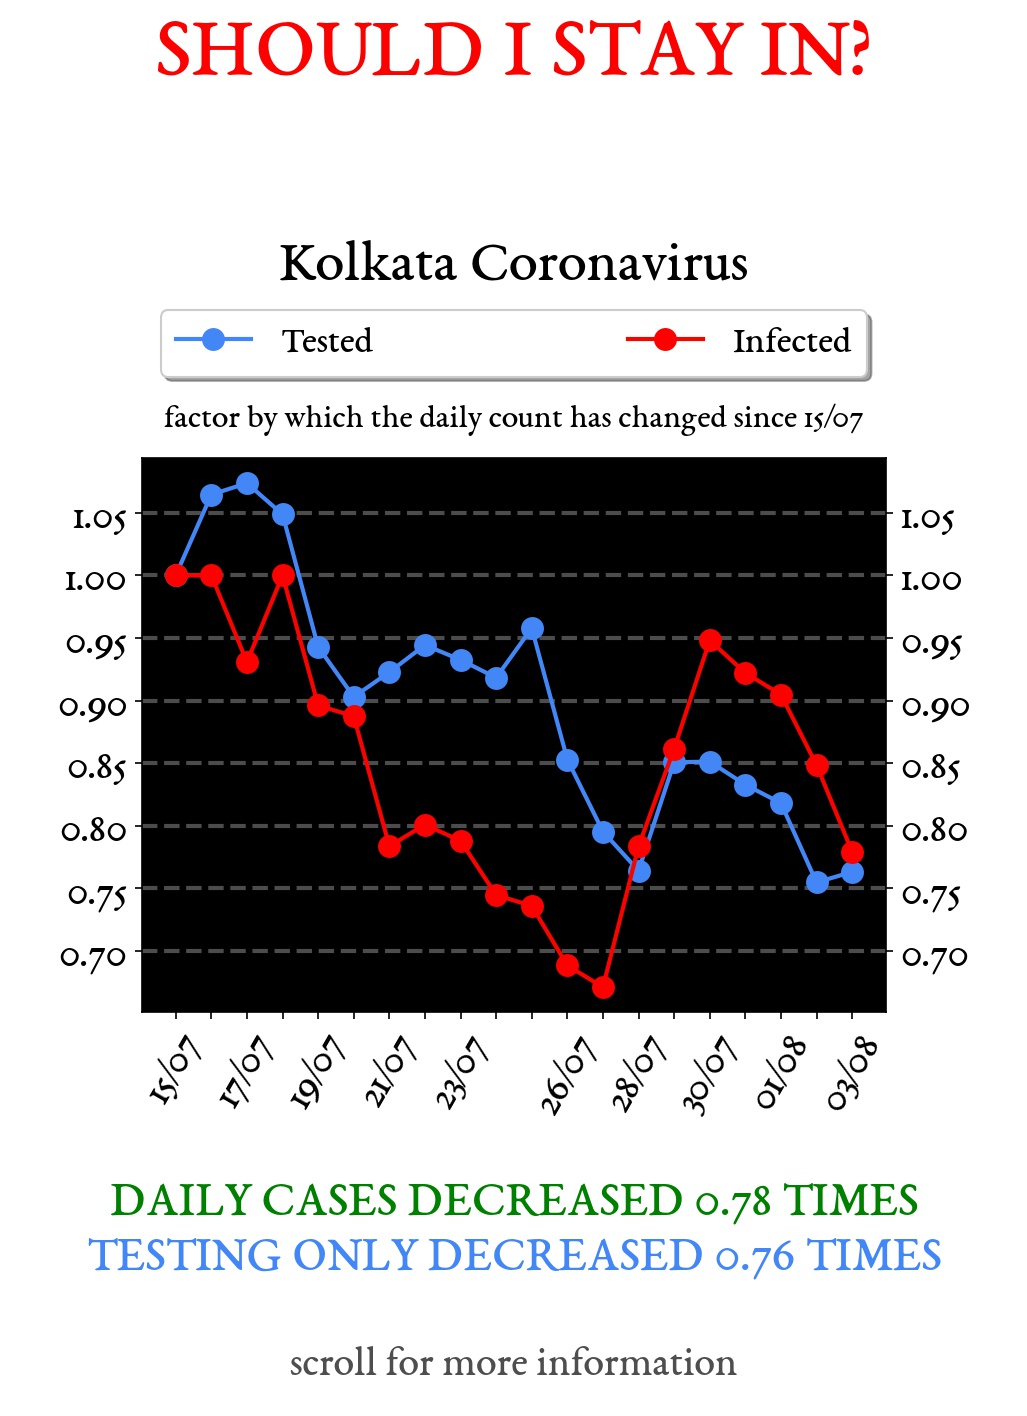 SHOULD I STAY IN?
Kolkata Coronavirus
Tested Infected
factor by which the daily count has changed since 15/07
1.05 1.05
1.00 1.00
0.95 0.95
0.90 0.90
0.85 0.85
0.80 0.80
0.75 0.75
0.70 0.70
15/07 17/07 19/07 21/07 23/07 26/07 28/07 30/07 01/08 03/08
DAILY CASES DECREASED 0.78 TIMES
TESTING ONLY DECREASED 0.76 TIMES
scroll for more information